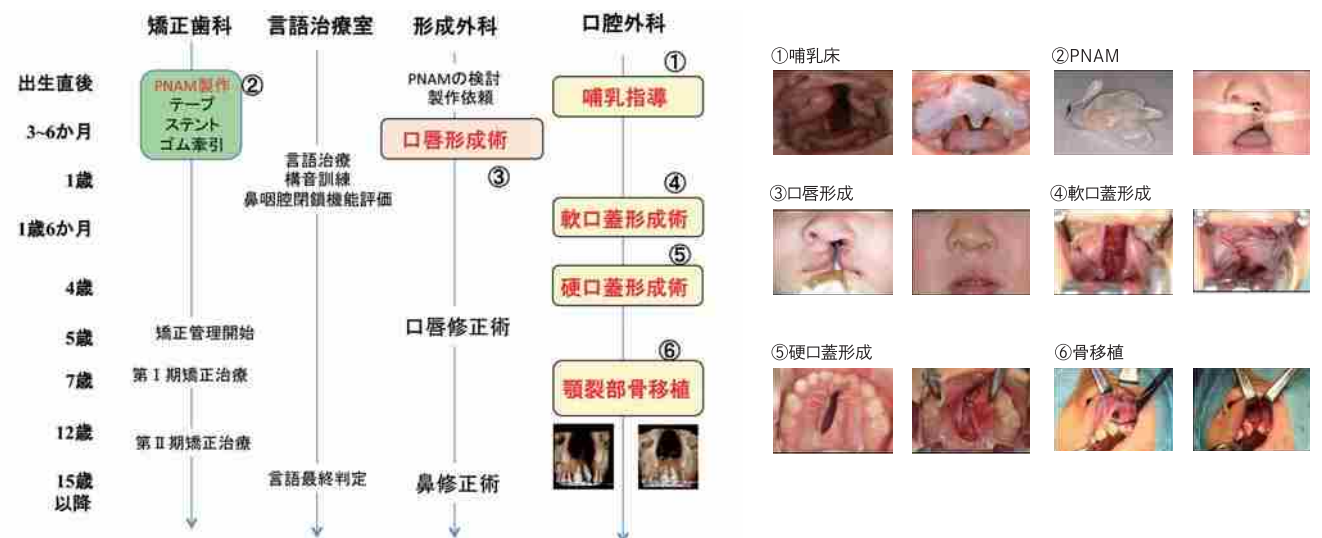 矯正歯科 言語治療室 形成外科 口腔外科
出生直後
3~6か月
1歳
1歳6か月
4歳
5歳
7歳
12歳
15歳
以降
PNAM製作
テープ
ステント
ゴム牽引
②
矯正管理開始
第Ⅰ期矯正治療
第Ⅱ期矯正治療
言語治療
構音訓練
鼻咽腔閉鎖機能評価
言語最終判定
PNAMの検討
製作依頼
口唇形成術
③
口唇修正術
鼻修正術
①
哺乳指導
④
軟口蓋形成術
⑤
硬口蓋形成術
⑥
顎裂部骨移植
①哺乳床
②PNAM
③口唇形成
④軟口蓋形成
⑤硬口蓋形成
⑥骨移植